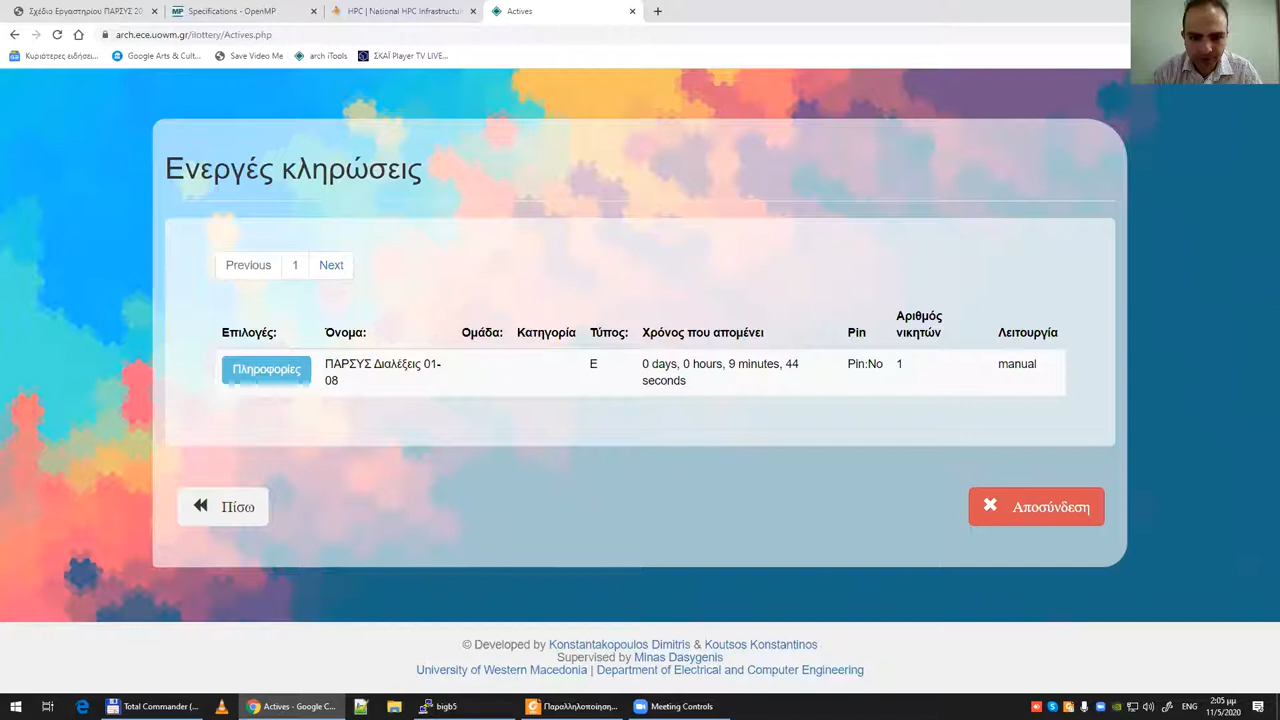 Σχέδιο Εργαστηρίου ΠΑΡΣΥΣ 20
Specifications - OpenMP
HPC | National HPC Infrastructu
Actives
arch.ece.uowm.gr/ilottery/Actives.php
Κυριότερες ειδήσει...
Google Arts & Cult...
Save Video Me
arch iTools
ΣΚΑΪ Player TV LIVE...
Ενεργές κληρώσεις
Previous 1 Next
Αριθμός
Επιλογές: Όνομα: Ομάδα: Κατηγορία Τύπος: Χρόνος που απομένει Pin νικητών Λειτουργία
Πληροφορίες ΠΑΡΣΥΣ Διαλέξεις 01- E 0 days, 0 hours, 9 minutes, 44 Pin:No 1 manual
08 seconds
Πίσω
Αποσύνδεση
© Developed by Konstantakopoulos Dimitris & Koutsos Konstantinos
Supervised by Minas Dasygenis
University of Western Macedonia | Department of Electrical and Computer Engineering
Total Commander (...
Actives - Google C...
big5
Παραλληλοποίηση...
Meeting Controls
ENG
2:05 μμ
11/5/2020